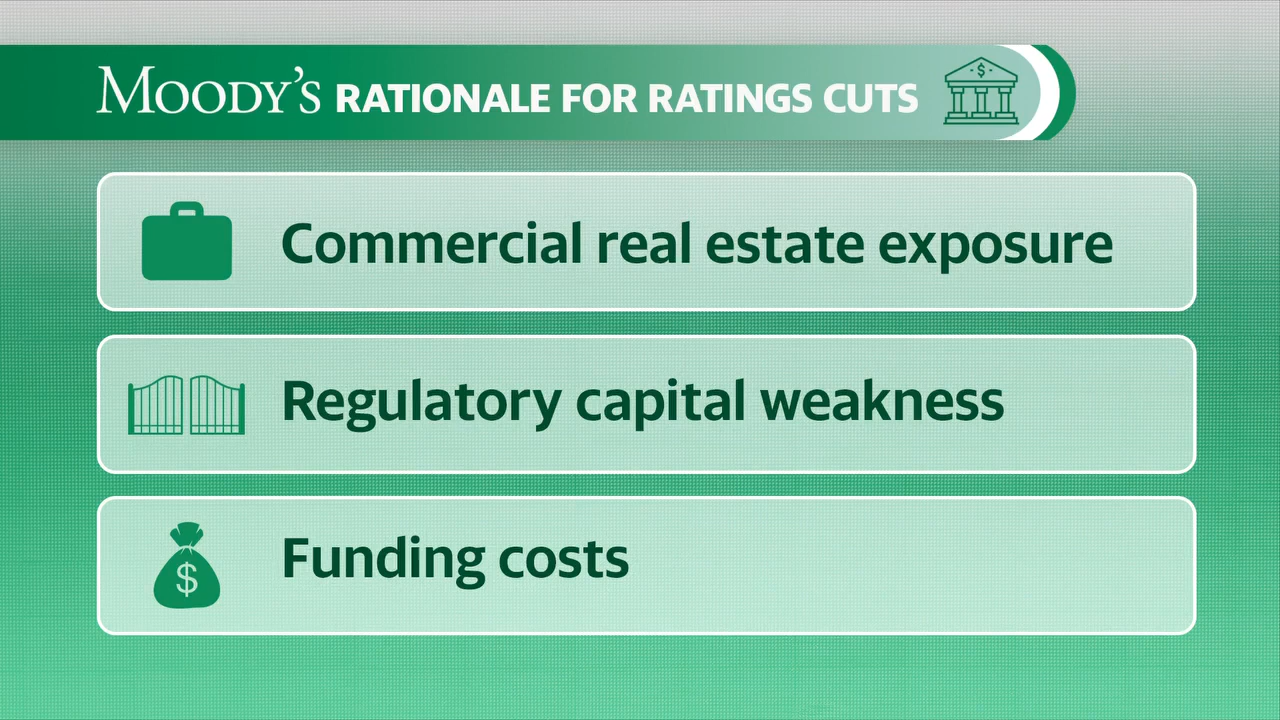 MOODY'S RATIONALE FOR RATINGS CUTS
$
Commercial real estate exposure
Regulatory capital weakness
$
Funding costs